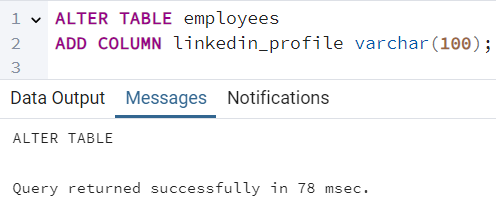 1 ALTER TABLE employees
2 ADD COLUMN linkedin_profile varchar(100);
3
Data Output Messages Notifications
ALTER TABLE
Query returned successfully in 78 msec.